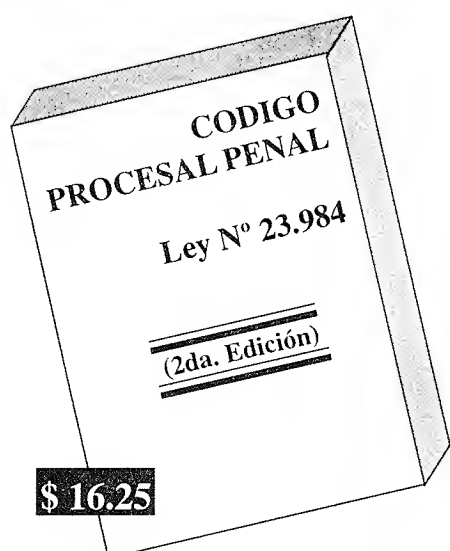 CODIGO
PROCESAL PENAL
Ley Nº 23.984
(2da. Edición)
$ 16.25